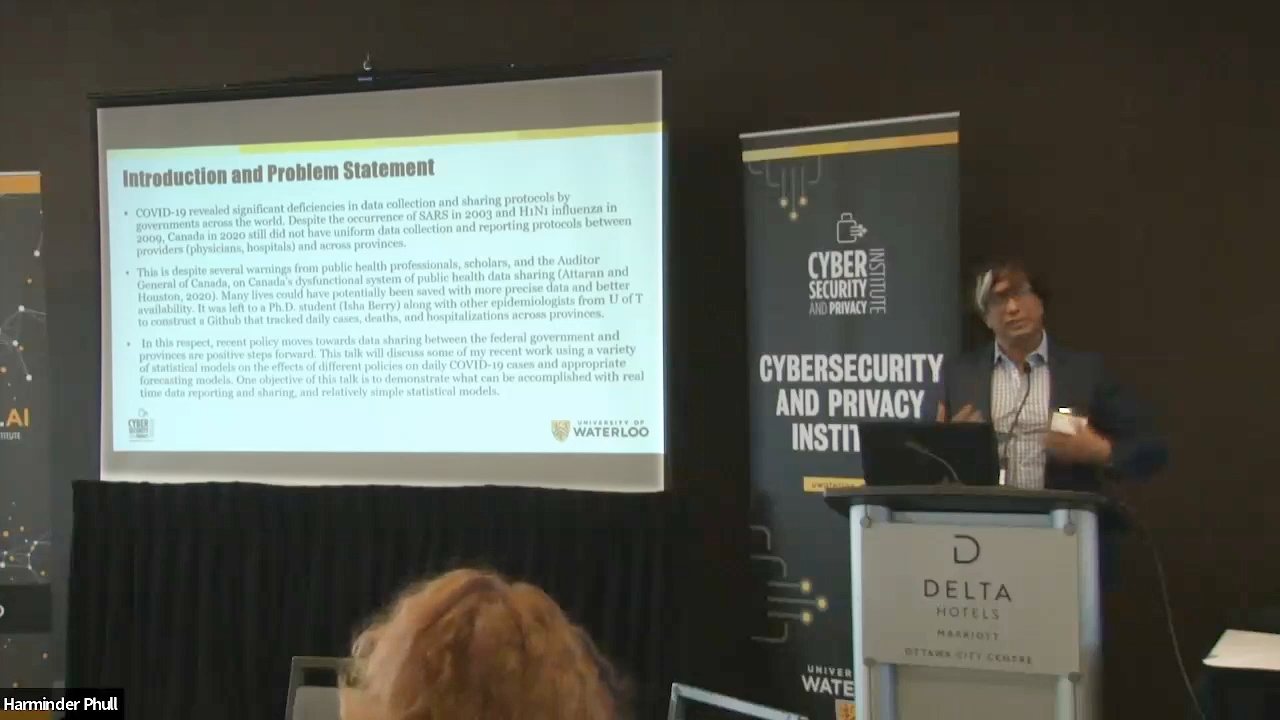 Introduction and Problem Statement
• COVID-19 revealed significant deficiencies in data collection and sharing protocols by
governments across the world. Despite the occurrence of SARS in 2003 and H1N1 influenza in
2009, Canada in 2020 still did not have uniform data collection and reporting protocols between
providers (physicians, hospitals) and across provinces.
• This is despite several warnings from public health professionals, scholars, and the Auditor
General of Canada, on Canada's dysfunctional system of public health data sharing (Attaran and
Houston, 2020). Many lives could have potentially been saved with more precise data and better
availability. It was left to a Ph.D. student (Isha Berry) along with other epidemiologists from U of T
to construct a Github that tracked daily cases, deaths, and hospitalizations across provinces.
• In this respect, recent policy moves towards data sharing between the federal government and
provinces are positive steps forward. This talk will discuss some of my recent work using a variety
of statistical models on the effects of different policies on daily COVID-19 cases and appropriate
forecasting models. One objective of this talk is to demonstrate what can be accomplished with real
time data reporting and sharing, and relatively simple statistical models.
CYBER
SECURITY
UNIVERSITY OF
WATERLOO
.AI
CYBER
SECURITY
AND PRIVACY
INSTITUTE
CYBERSECURITY
AND PRIVACY
INSTIT
UNIVER
WATE
DELTA
HOTELS
MARRIOTT
OTTAWA CITY CENTRE
Harminder Phull